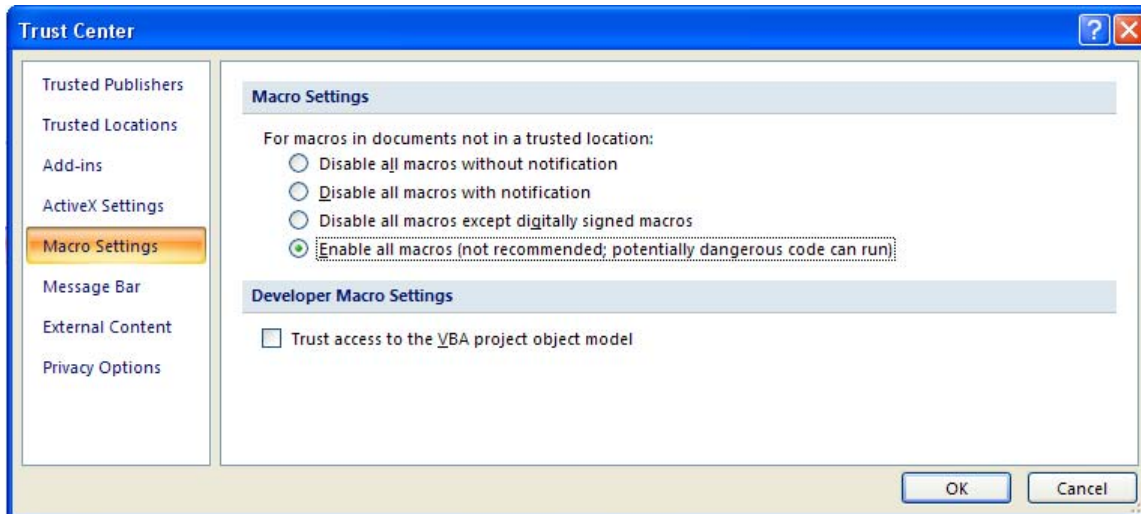 Trust Center
Trusted Publishers
Trusted Locations
Add-ins
ActiveX Settings
Macro Settings
Message Bar
External Content
Privacy Options
Macro Settings
For macros in documents not in a trusted location:
Disable all macros without notification
Disable all macros with notification
Disable all macros except digitally signed macros
Enable all macros (not recommended; potentially dangerous code can run)
Developer Macro Settings
Trust access to the VBA project object model
OK
Cancel